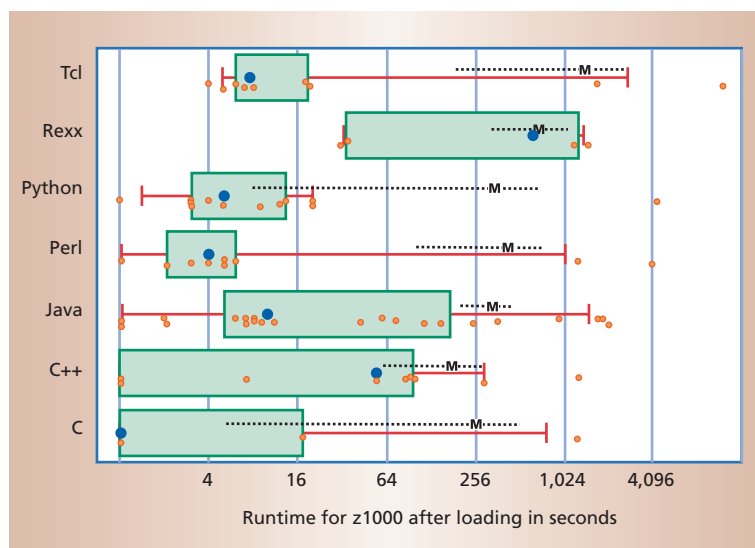 Tcl
M
Rexx
M
Python
M
Perl
M
Java
M
C++
M
C
M
4 16 64 256 1,024 4,096
Runtime for z1000 after loading in seconds